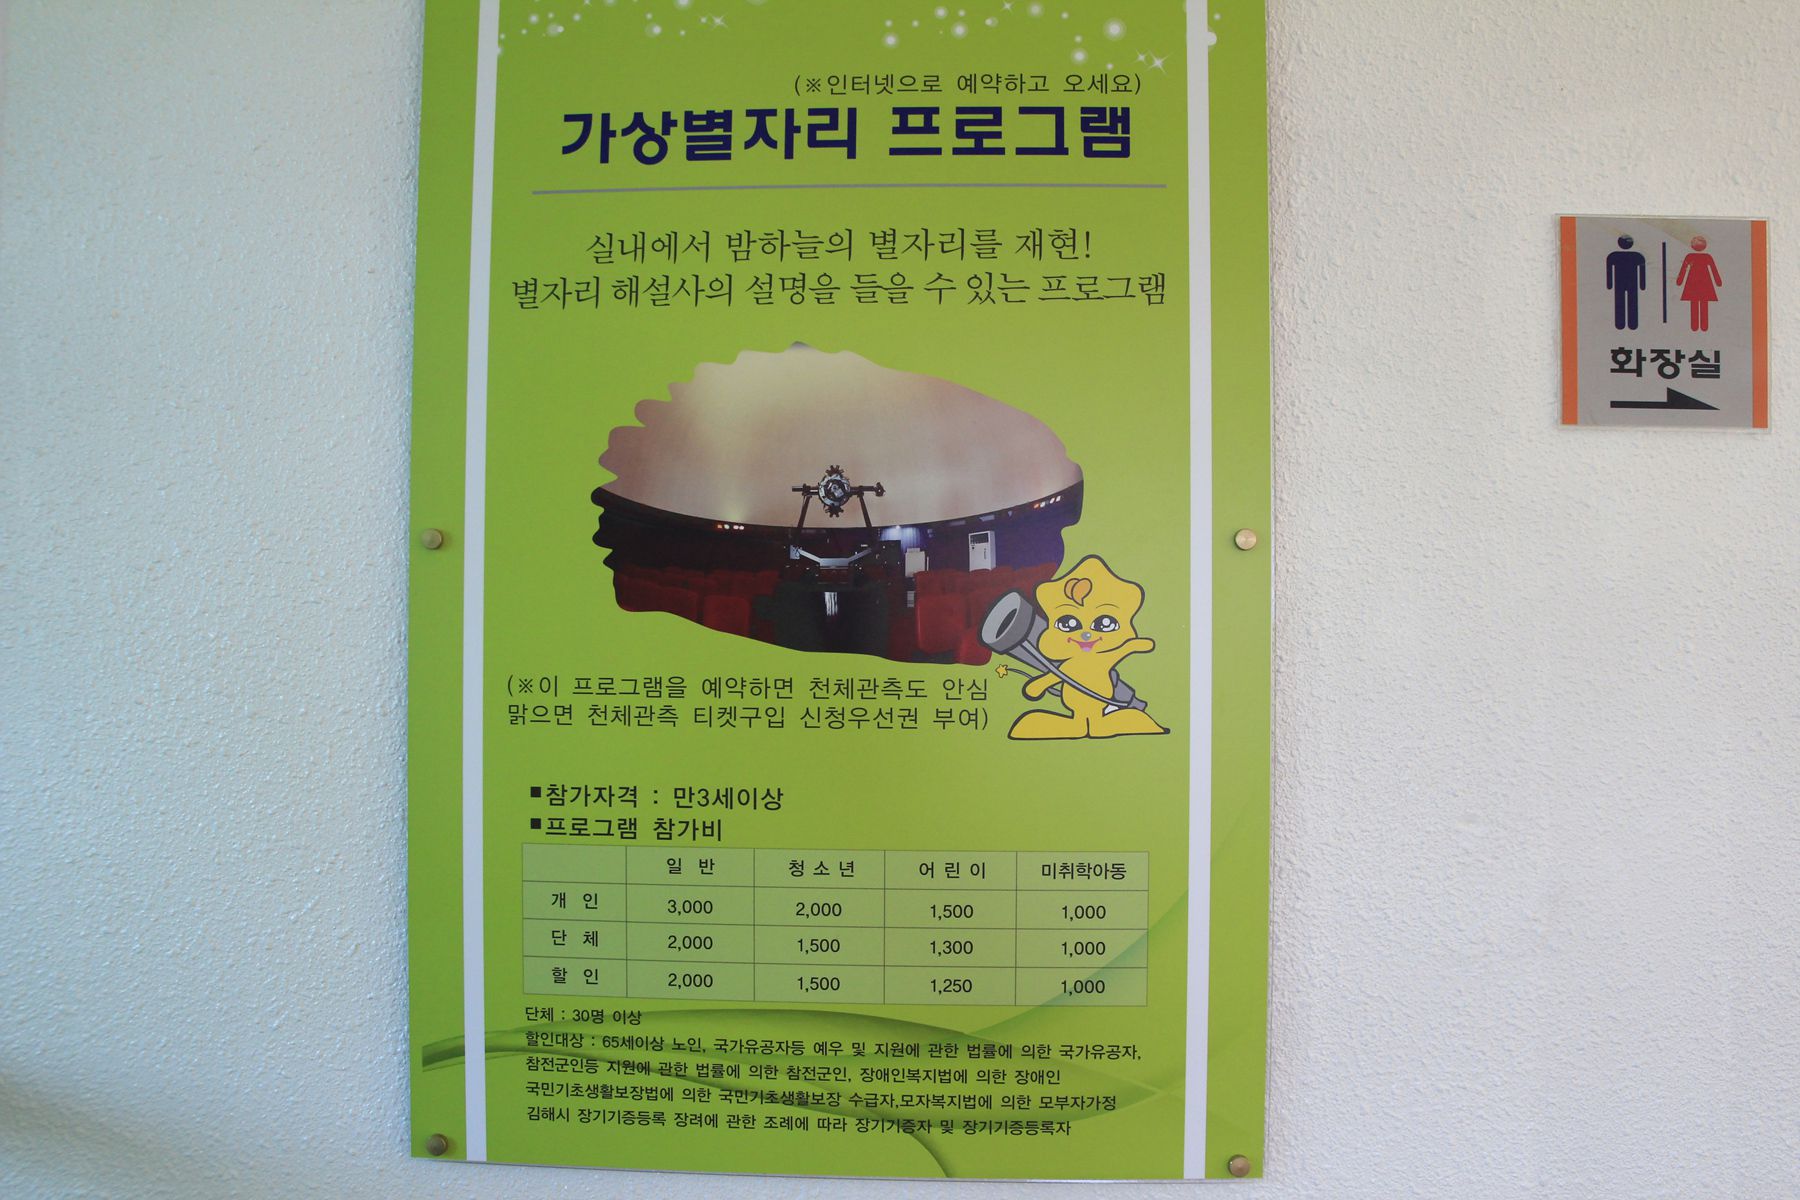 (※인터넷으로 예약하고 오세요)
가상별자리 프로그램
실내에서 밤하늘의 별자리를 재현!
별자리 해설사의 설명을 들을 수 있는 프로그램
(※이 프로그램을 예약하면 천체관측도 안심
맑으면 천체관측 티켓구입 신청우선권 부여)
■참가자격 : 만3세이상
■프로그램 참가비
일 반 청 소 년 어 린 이 미취학아동
개 인 3,000 2,000 1,500 1,000
단 체 2,000 1,500 1,300 1,000
할 인 2,000 1,500 1,250 1,000
단체 : 30명 이상
할인대상 : 65세이상 노인, 국가유공자등 예우 및 지원에 관한 법률에 의한 국가유공자,
참전군인등 지원에 관한 법률에 의한 참전군인, 장애인복지법에 의한 장애인
국민기초생활보장법에 의한 국민기초생활보장 수급자,모자복지법에 의한 모부자가정
김해시 장기기증등록 장려에 관한 조례에 따라 장기기증자 및 장기기증등록자
화장실